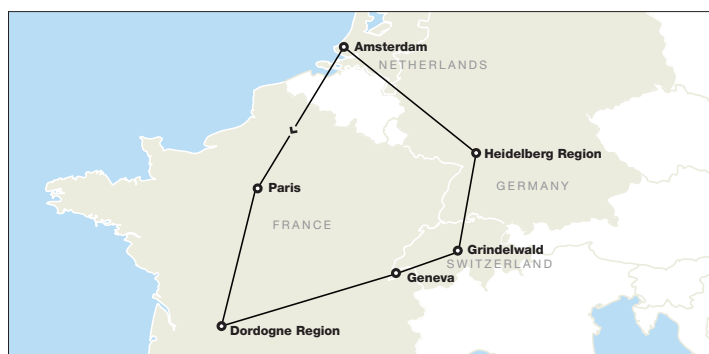 Amsterdam
NETHERLANDS
Heidelberg Region
GERMANY
Paris
FRANCE
Grindelwald
SWITZERLAND
Geneva
Dordogne Region